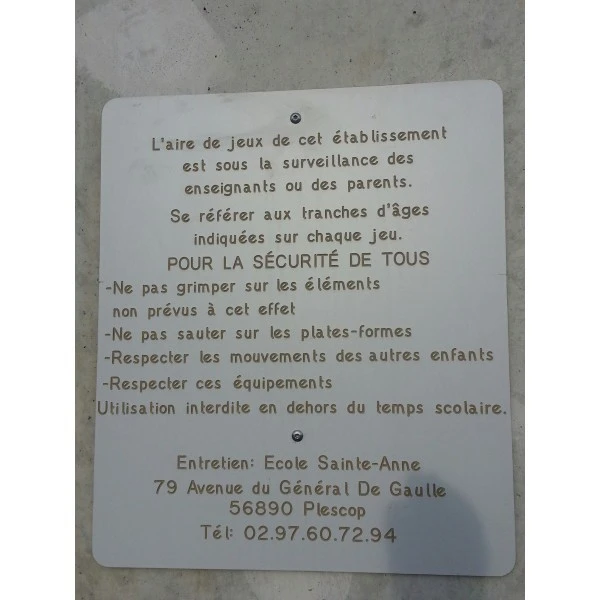 L'aire de jeux de cet établissement
est sous la surveillance des
enseignants ou des parents.
Se référer aux tranches d'âges
indiquées sur chaque jeu.
POUR LA SÉCURITÉ DE TOUS
-Ne pas grimper sur les éléments
non prévus à cet effet
-Ne pas sauter sur les plates-formes
-Respecter les mouvements des autres enfants
-Respecter ces équipements
Utilisation interdite en dehors du temps scolaire.
Entretien: Ecole Sainte-Anne
79 Avenue du Général De Gaulle
56890 Plescop
Tél: 02.97.60.72.94